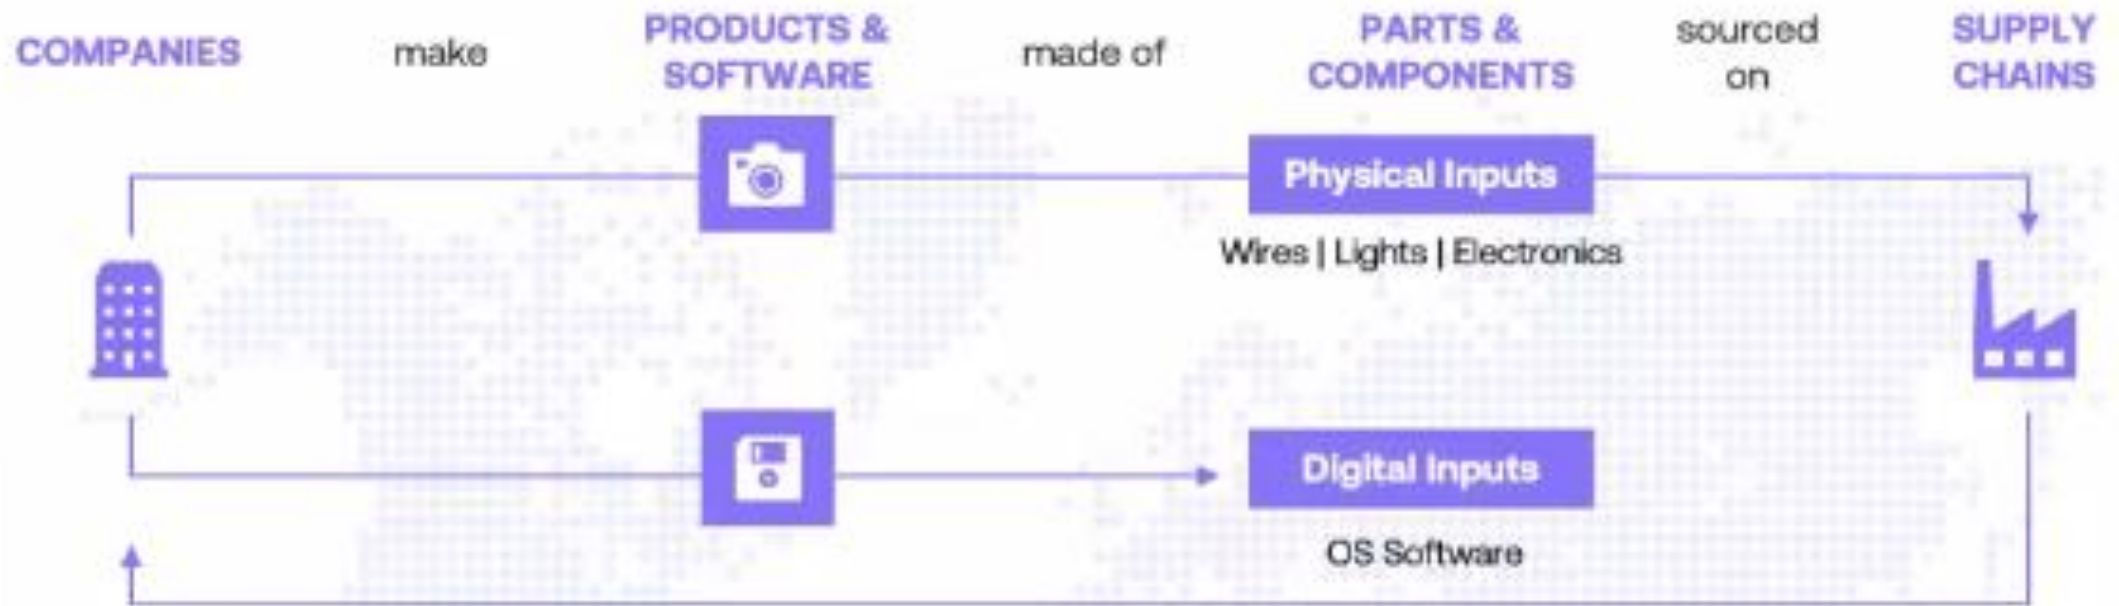 COMPANIES
make
PRODUCTS &
SOFTWARE
made of
PARTS &
COMPONENTS
sourced
on
SUPPLY
CHAINS
Physical Inputs
Wires | Lights | Electronics
Digital Inputs
OS Software